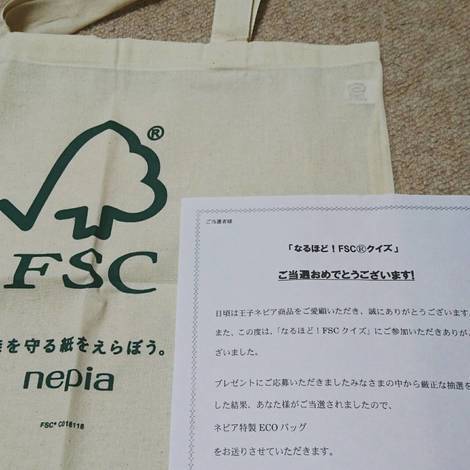 ®
FSC
を守る紙をえらぼう。
nepia
FSC® C018118
ご当選者様
「なるほど！FSC®クイズ」
ご当選おめでとうございます!
日頃は王子ネピア商品をご愛顧いただき、誠にありがとうございます。
また、この度は、「なるほど！FSCクイズ」にご参加いただきありがと
ざいました。
プレゼントにご応募いただきましたみなさまの中から厳正な抽選を
した結果、あなた様がご当選されましたので、
ネピア特製 ECO バッグ
をお送りさせていただきます。